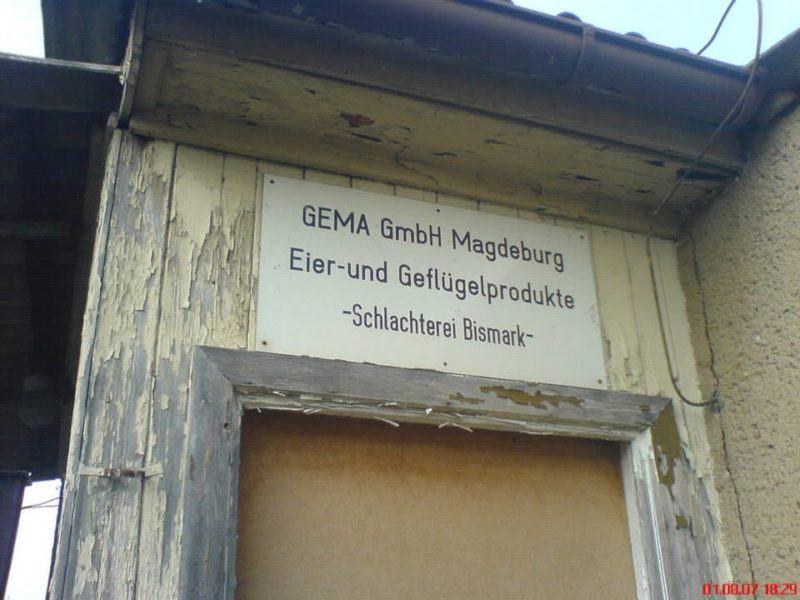 GEMA GmbH Magdeburg
Eier-und Geflügelprodukte
-Schlachterei Bismark-
01.08.07 18:29